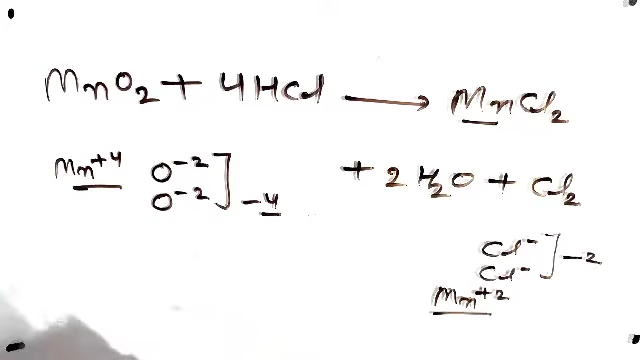 MnO₂ + 4HCl ⟶ MnCl₂
+ 2H₂O + Cl₂
Mn⁺⁴ O⁻² ] −4
O⁻²
Cl⁻ ] −2
Cl⁻
Mn⁺²